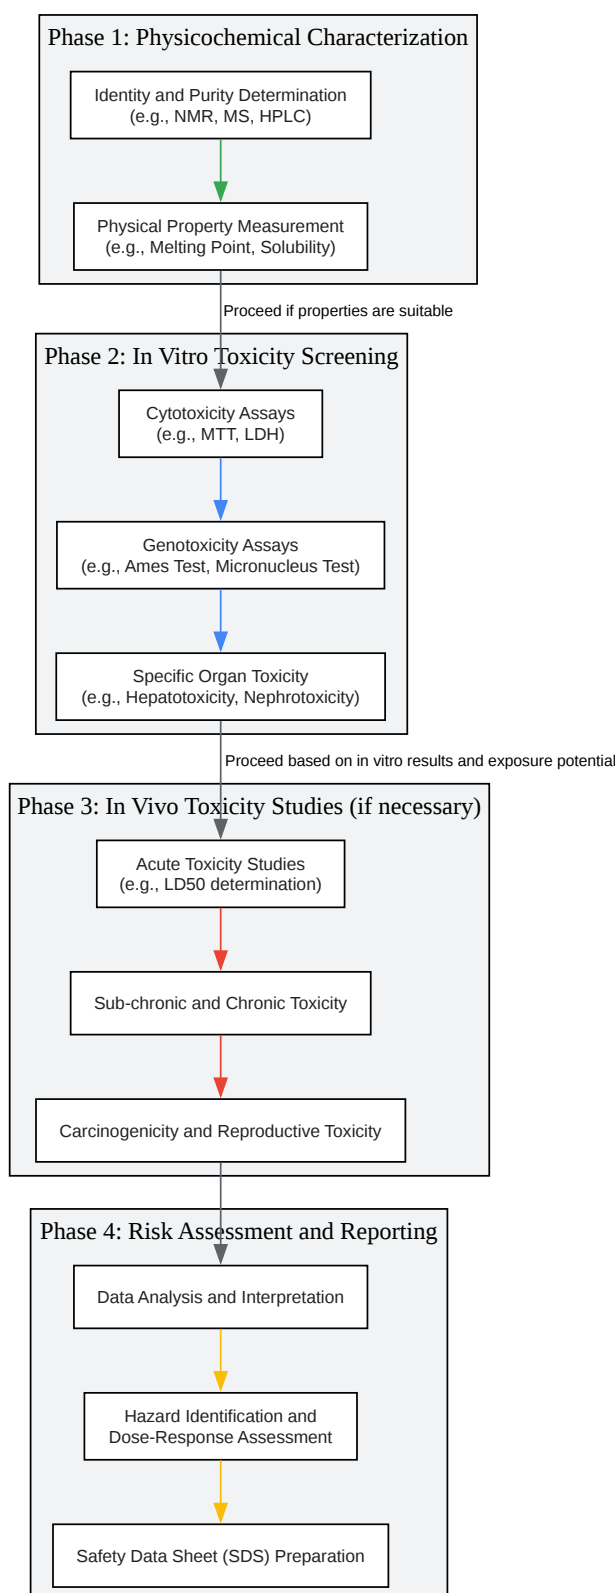 Phase 1: Physicochemical Characterization
Identity and Purity Determination
(e.g., NMR, MS, HPLC)
Physical Property Measurement
(e.g., Melting Point, Solubility)
Proceed if properties are suitable
Phase 2: In Vitro Toxicity Screening
Cytotoxicity Assays
(e.g., MTT, LDH)
Genotoxicity Assays
(e.g., Ames Test, Micronucleus Test)
Specific Organ Toxicity
(e.g., Hepatotoxicity, Nephrotoxicity)
Proceed based on in vitro results and exposure potential
Phase 3: In Vivo Toxicity Studies (if necessary)
Acute Toxicity Studies
(e.g., LD50 determination)
Sub-chronic and Chronic Toxicity
Carcinogenicity and Reproductive Toxicity
Phase 4: Risk Assessment and Reporting
Data Analysis and Interpretation
Hazard Identification and
Dose-Response Assessment
Safety Data Sheet (SDS) Preparation